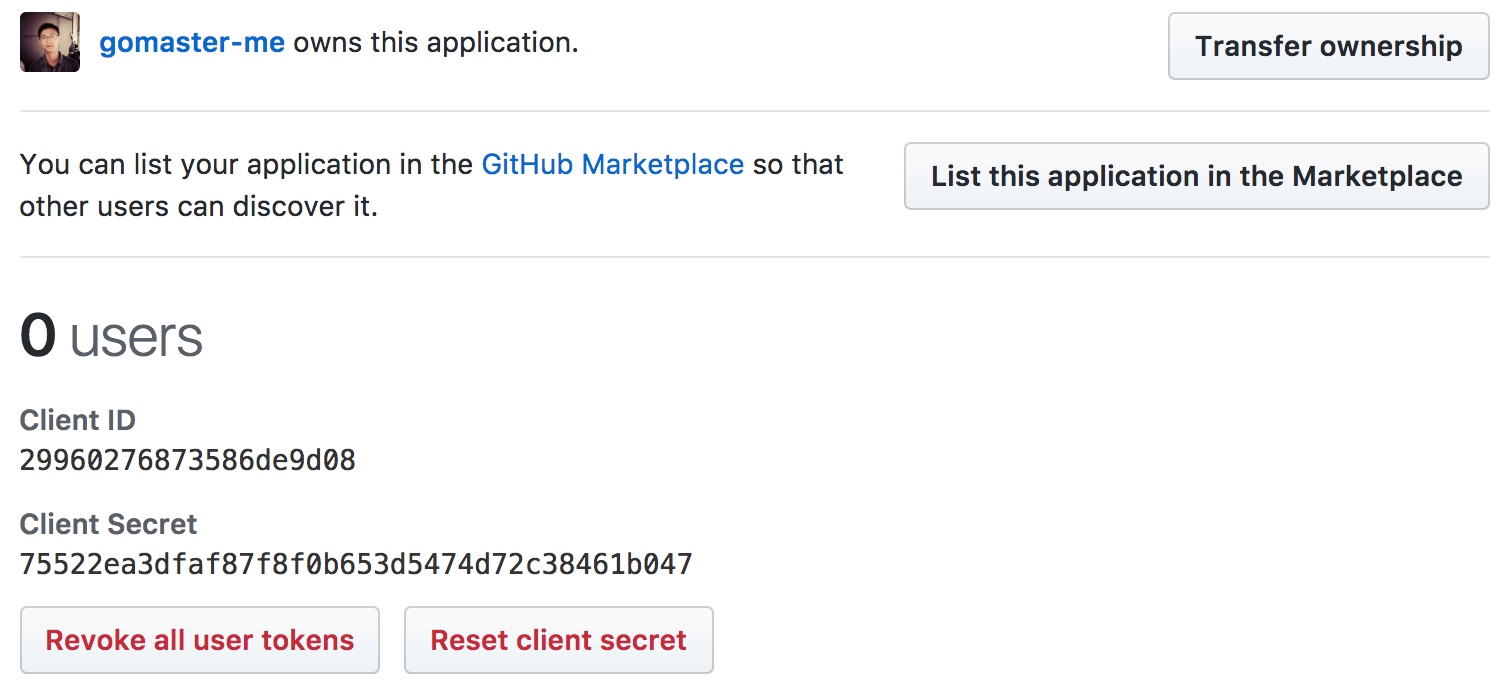 gomaster-me owns this application.
Transfer ownership
You can list your application in the GitHub Marketplace so that
other users can discover it.
List this application in the Marketplace
0 users
Client ID
29960276873586de9d08
Client Secret
75522ea3dfaf87f8f0b653d5474d72c38461b047
Revoke all user tokens
Reset client secret